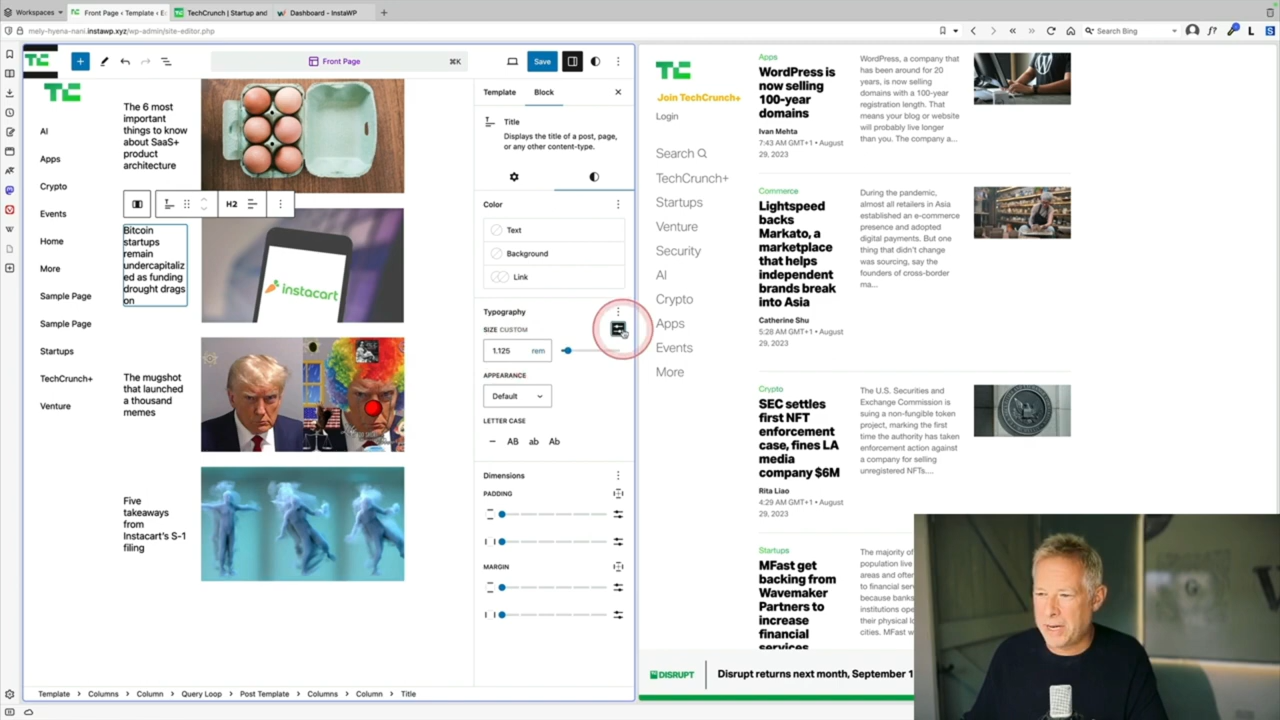 Workspaces
Front Page ‹ Template ‹ E
TechCrunch | Startup and
Dashboard - InstaWP
mely-hyena-nani.instawp.xyz/wp-admin/site-editor.php
Search Bing
Front Page
⌘K
Save
Template
Block
Title
Displays the title of a post, page,
or any other content-type.
AI
Apps
Crypto
Events
Home
More
Sample Page
Sample Page
Startups
TechCrunch+
Venture
The 6 most
important
things to know
about SaaS+
product
architecture
H2
Bitcoin
startups
remain
undercapitaliz
ed as funding
drought drags
on
instacart
The mugshot
that launched
a thousand
memes
Five
takeaways
from
Instacart's S-1
filing
Color
Text
Background
Link
Typography
SIZE CUSTOM
1.125 rem
APPEARANCE
Default
LETTER CASE
– AB ab Ab
Dimensions
PADDING
MARGIN
Template > Columns > Column > Query Loop > Post Template > Columns > Column > Title
Join TechCrunch+
Login
Search
TechCrunch+
Startups
Venture
Security
AI
Crypto
Apps
Events
More
Apps
WordPress is
now selling
100-year
domains
Ivan Mehta
7:43 AM GMT+1 • August
29, 2023
WordPress, a company that
has been around for 20
years, is now selling
domains with a 100-year
registration length. That
means your blog or website
will probably live longer
than you. The company a...
Commerce
Lightspeed
backs
Markato, a
marketplace
that helps
independent
brands break
into Asia
Catherine Shu
5:28 AM GMT+1 • August
29, 2023
During the pandemic,
almost all retailers in Asia
established an e-commerce
presence and adopted
digital payments. But one
thing that didn't change
was sourcing, say the
founders of cross-border
ma...
Crypto
SEC settles
first NFT
enforcement
case, fines LA
media
company $6M
Rita Liao
4:29 AM GMT+1 • August
29, 2023
The U.S. Securities and
Exchange Commission is
suing a non-fungible token
project, marking the first
time the authority has taken
enforcement action against
a company for selling
unregistered NFTs....
Startups
MFast get
backing from
Wavemaker
Partners to
increase
financial
services
The majority of
population live
areas and ofter
to financial serv
because banks
institutions ope
their physical lo
cities. MFast w
DISRUPT
Disrupt returns next month, September 1